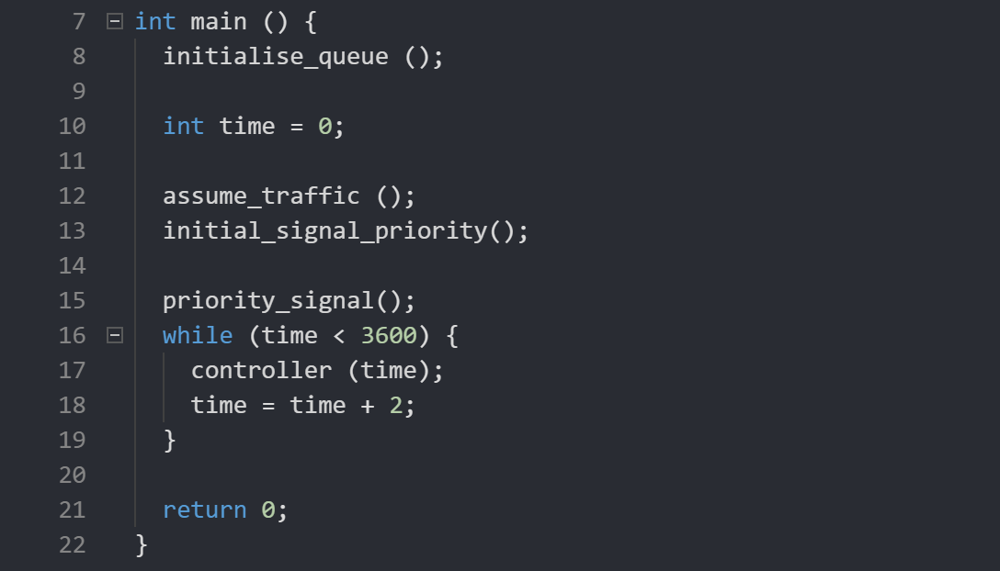 7 int main () {
8 initialise_queue ();
9
10 int time = 0;
11
12 assume_traffic ();
13 initial_signal_priority();
14
15 priority_signal();
16 while (time < 3600) {
17 controller (time);
18 time = time + 2;
19 }
20
21 return 0;
22 }